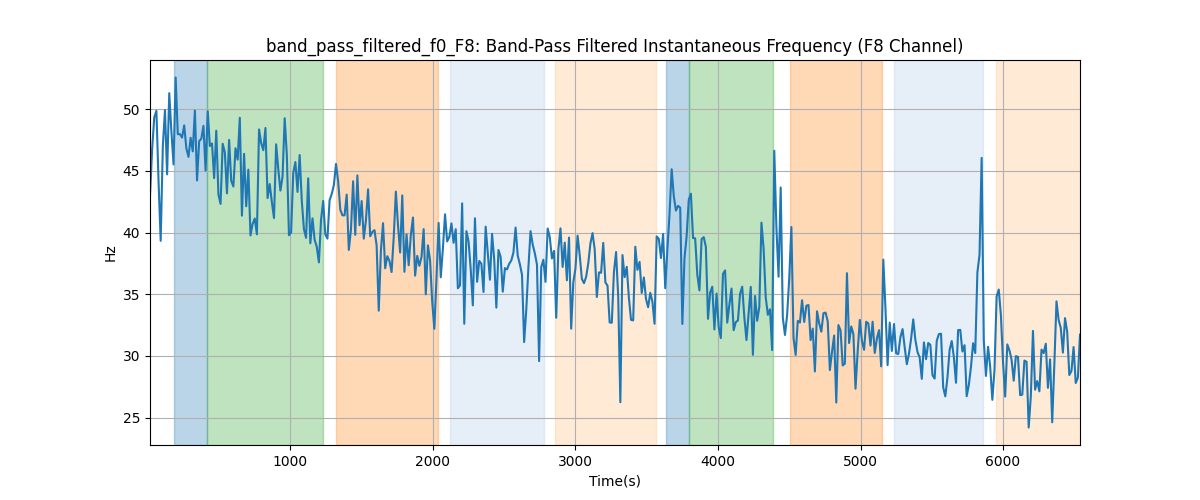 band_pass_filtered_f0_F8: Band-Pass Filtered Instantaneous Frequency (F8 Channel)
50
45
40
35
30
25
Hz
1000 2000 3000 4000 5000 6000
Time(s)